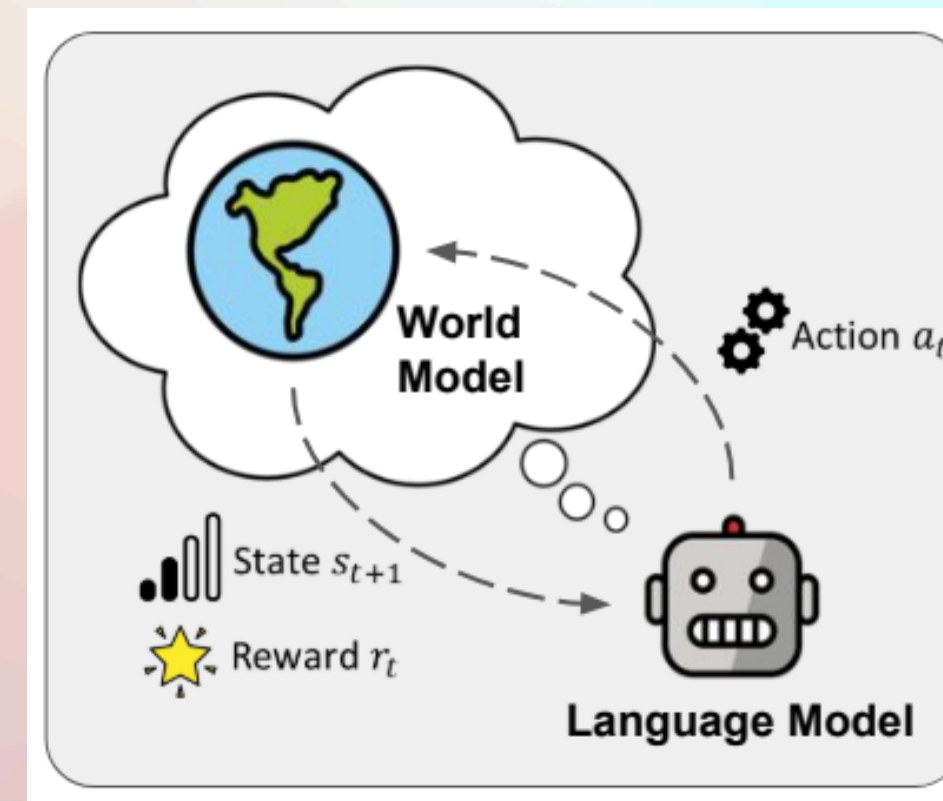 World
Model
Action a_t
State s_{t+1}
Reward r_t
Language Model